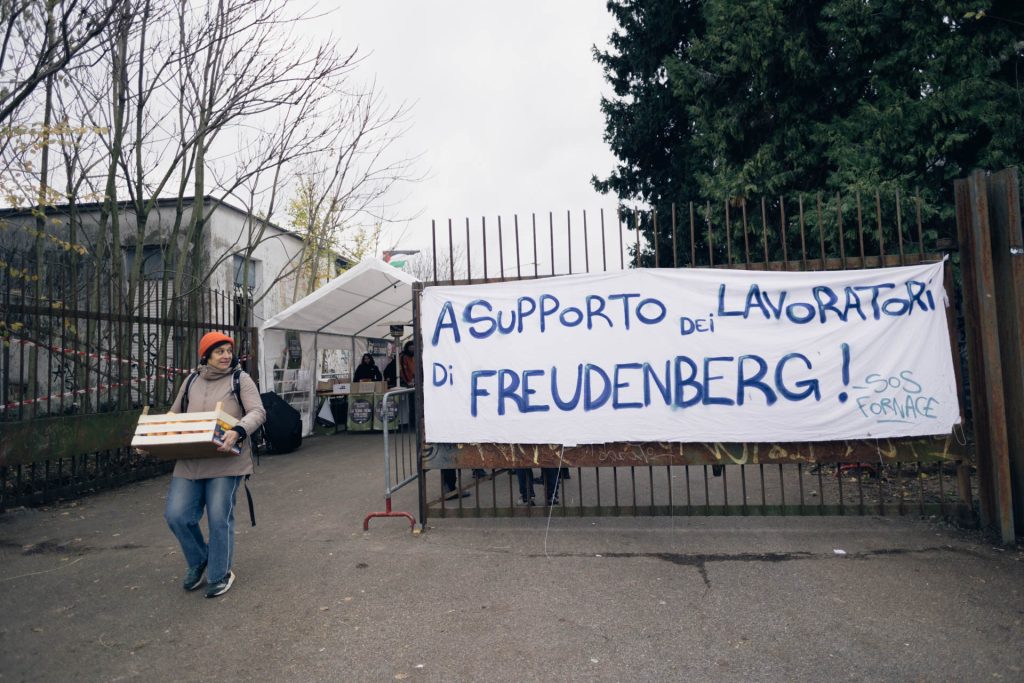 A SUPPORTO DEI LAVORATORI
DI FREUDENBERG!
- SOS
FORNACE